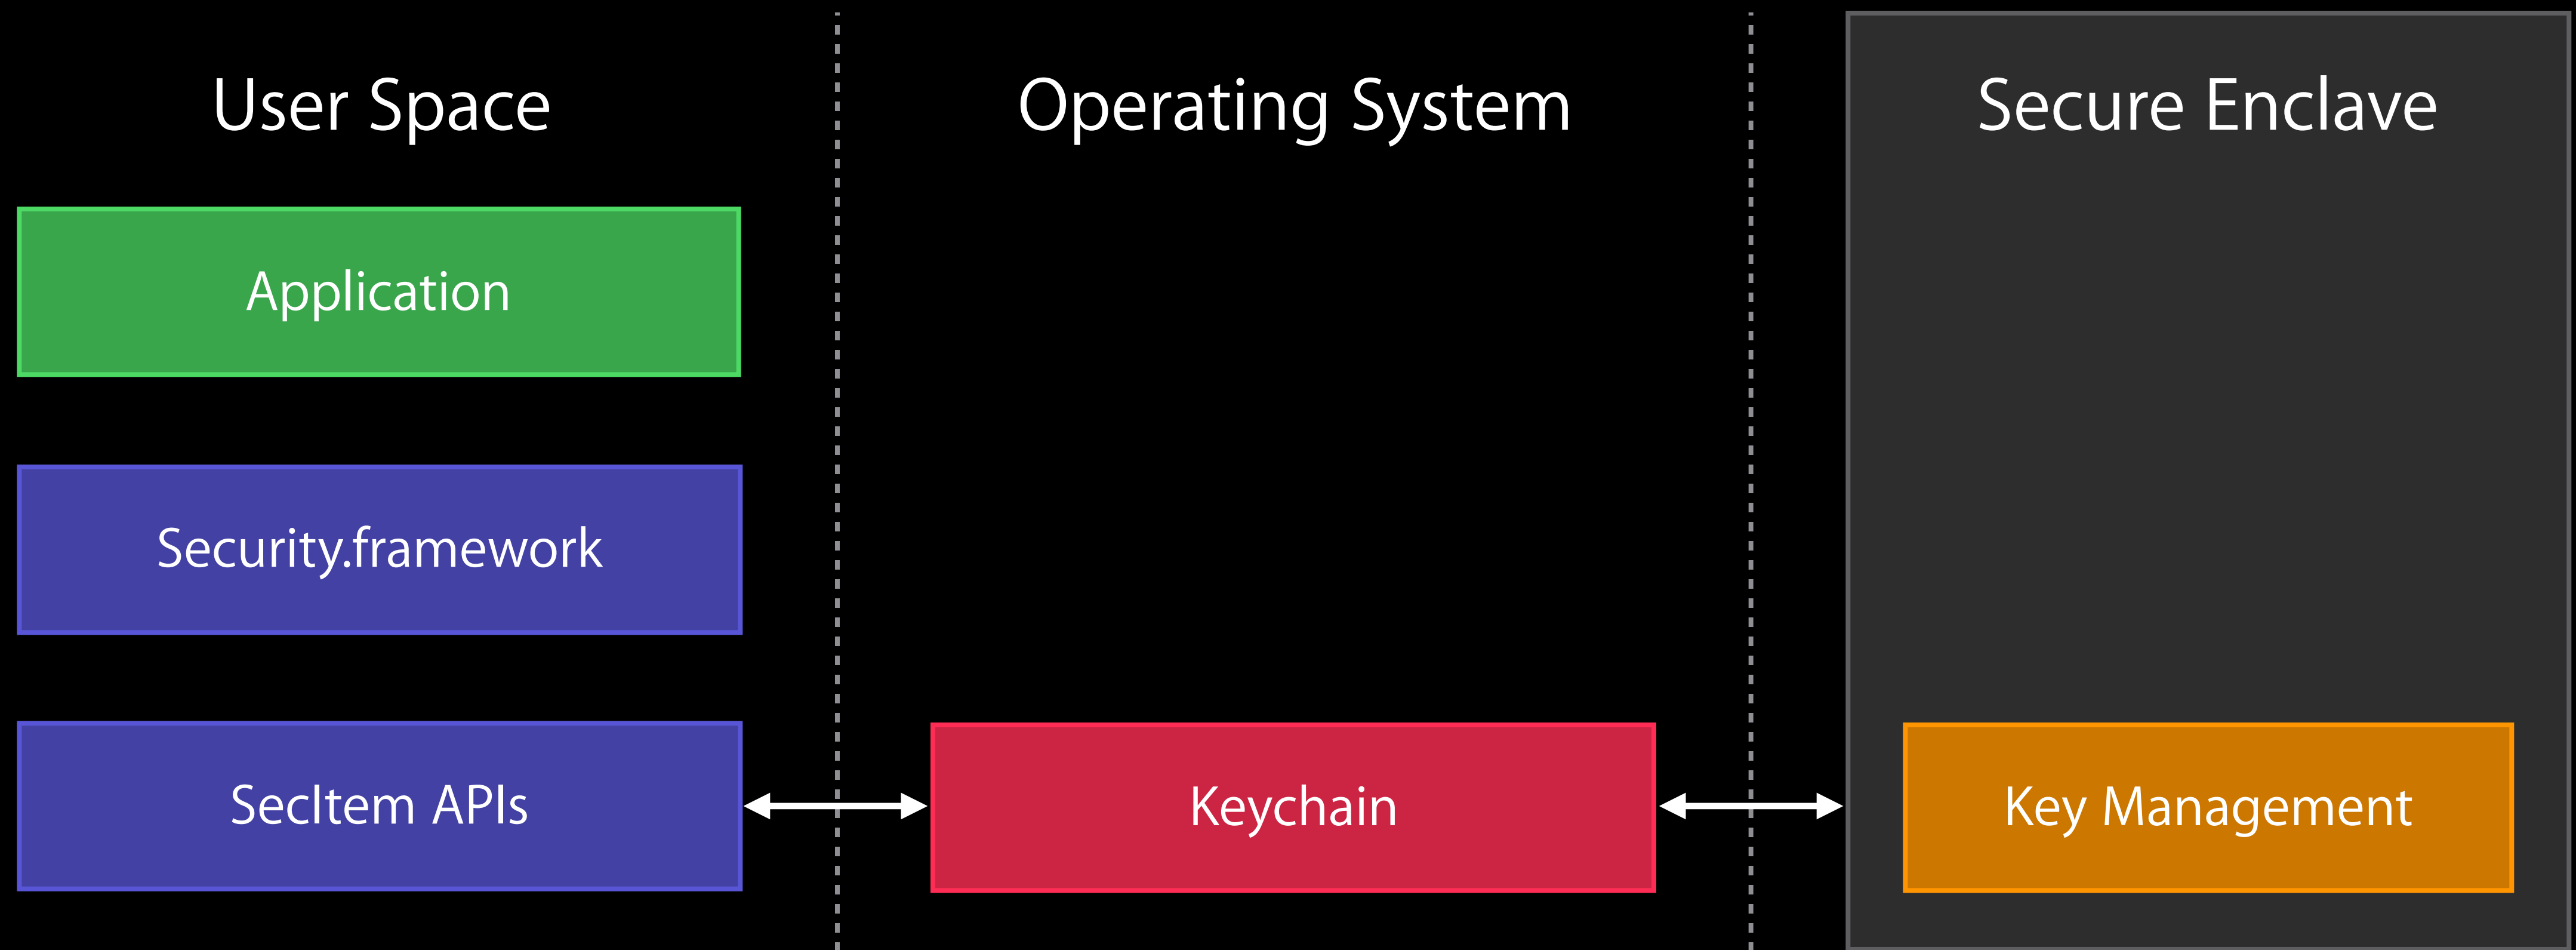 User Space
Operating System
Secure Enclave
Application
Security.framework
SecItem APIs
Keychain
Key Management